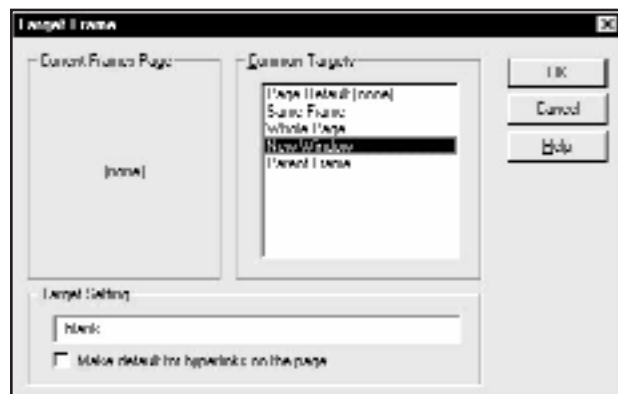 Target Frame
Current Frames Page
(none)
Common Targets
Page Default (none)
Same Frame
Whole Page
New Window
Parent Frame
OK
Cancel
Help
Target Setting
_blank
Make default for hyperlinks on the page